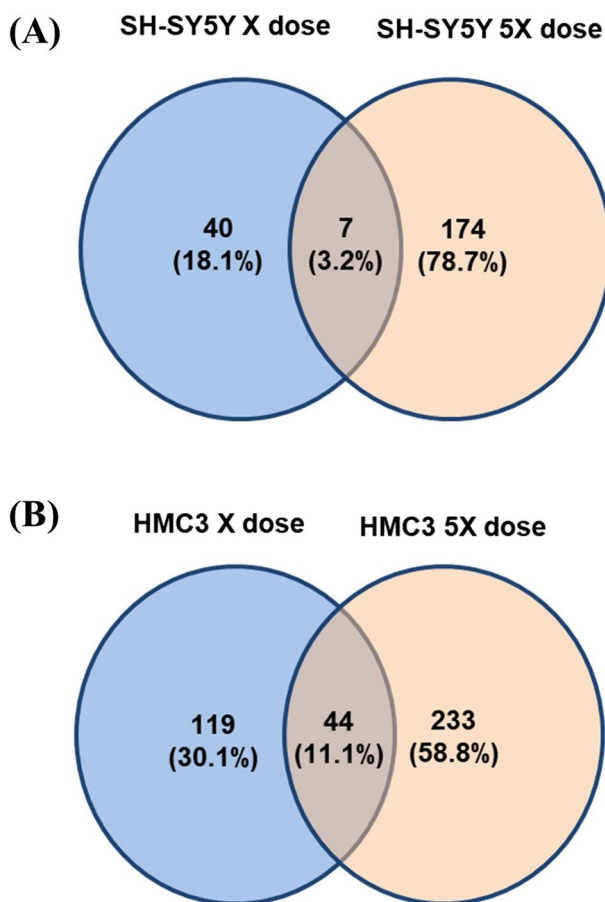 (A)
SH-SY5Y X dose
SH-SY5Y 5X dose
40
(18.1%)
7
(3.2%)
174
(78.7%)
(B)
HMC3 X dose
HMC3 5X dose
119
(30.1%)
44
(11.1%)
233
(58.8%)